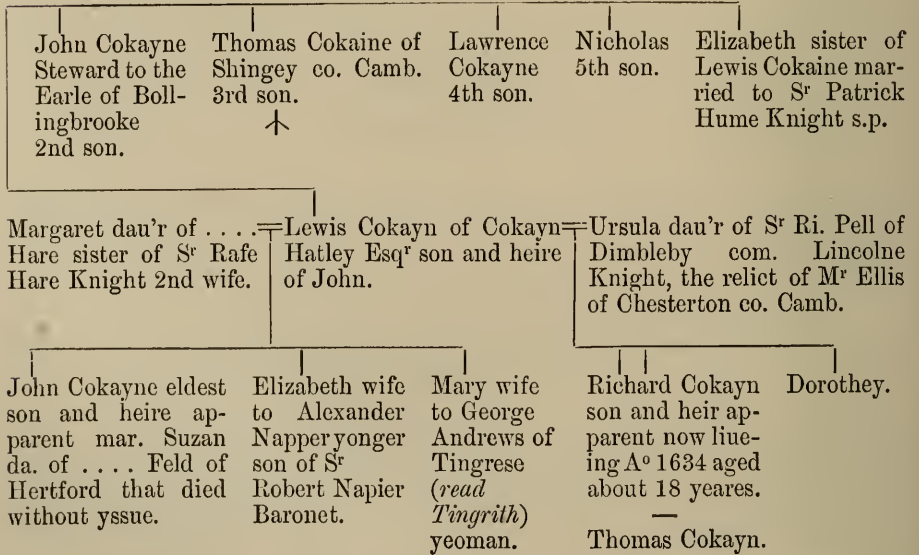 John Cokayne
Steward to the
Earle of Boll-
ingbrooke
2nd son.
Thomas Cokaine of
Shingey co. Camb.
3rd son.
Lawrence
Cokayne
4th son.
Nicholas
5th son.
Elizabeth sister of
Lewis Cokaine mar-
ried to Sʳ Patrick
Hume Knight s.p.
Margaret dau'r of . . . .
Hare sister of Sʳ Rafe
Hare Knight 2nd wife.
Lewis Cokayn of Cokayn
Hatley Esqʳ son and heire
of John.
Ursula dau'r of Sʳ Ri. Pell of
Dimbleby com. Lincolne
Knight, the relict of Mʳ Ellis
of Chesterton co. Camb.
John Cokayne eldest
son and heire ap-
parent mar. Suzan
da. of . . . . Feld of
Hertford that died
without yssue.
Elizabeth wife
to Alexander
Napper yonger
son of Sʳ
Robert Napier
Baronet.
Mary wife
to George
Andrews of
Tingrese
(read
Tingrith)
yeoman.
Richard Cokayn
son and heir ap-
parent now liue-
ing Aº 1634 aged
about 18 yeares.
—
Thomas Cokayn.
Dorothey.